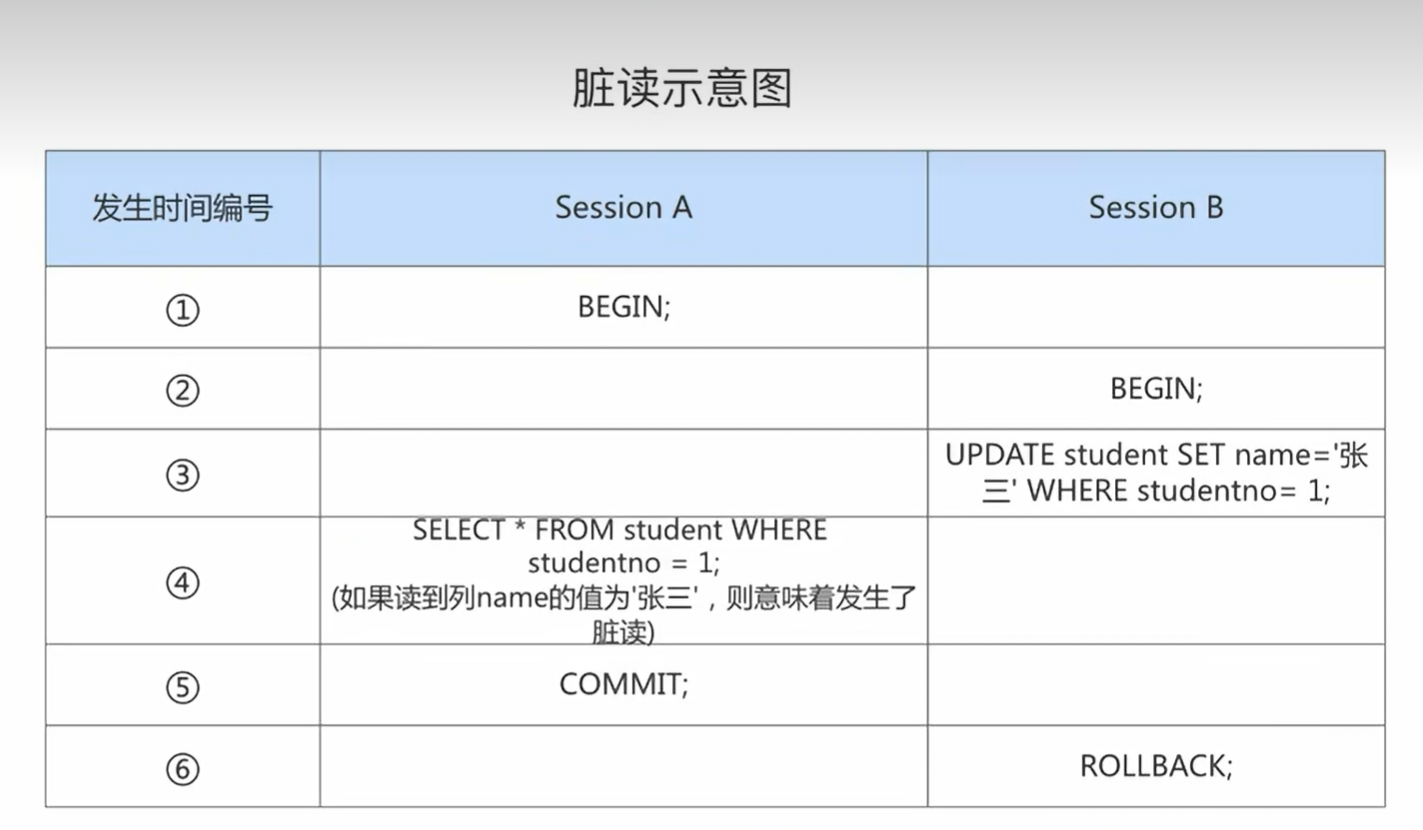 脏读示意图
发生时间编号 Session A Session B
① BEGIN;
② BEGIN;
③ UPDATE student SET name='张
三' WHERE studentno= 1;
④ SELECT * FROM student WHERE
studentno = 1;
(如果读到列name的值为'张三'，则意味着发生了
脏读)
⑤ COMMIT;
⑥ ROLLBACK;